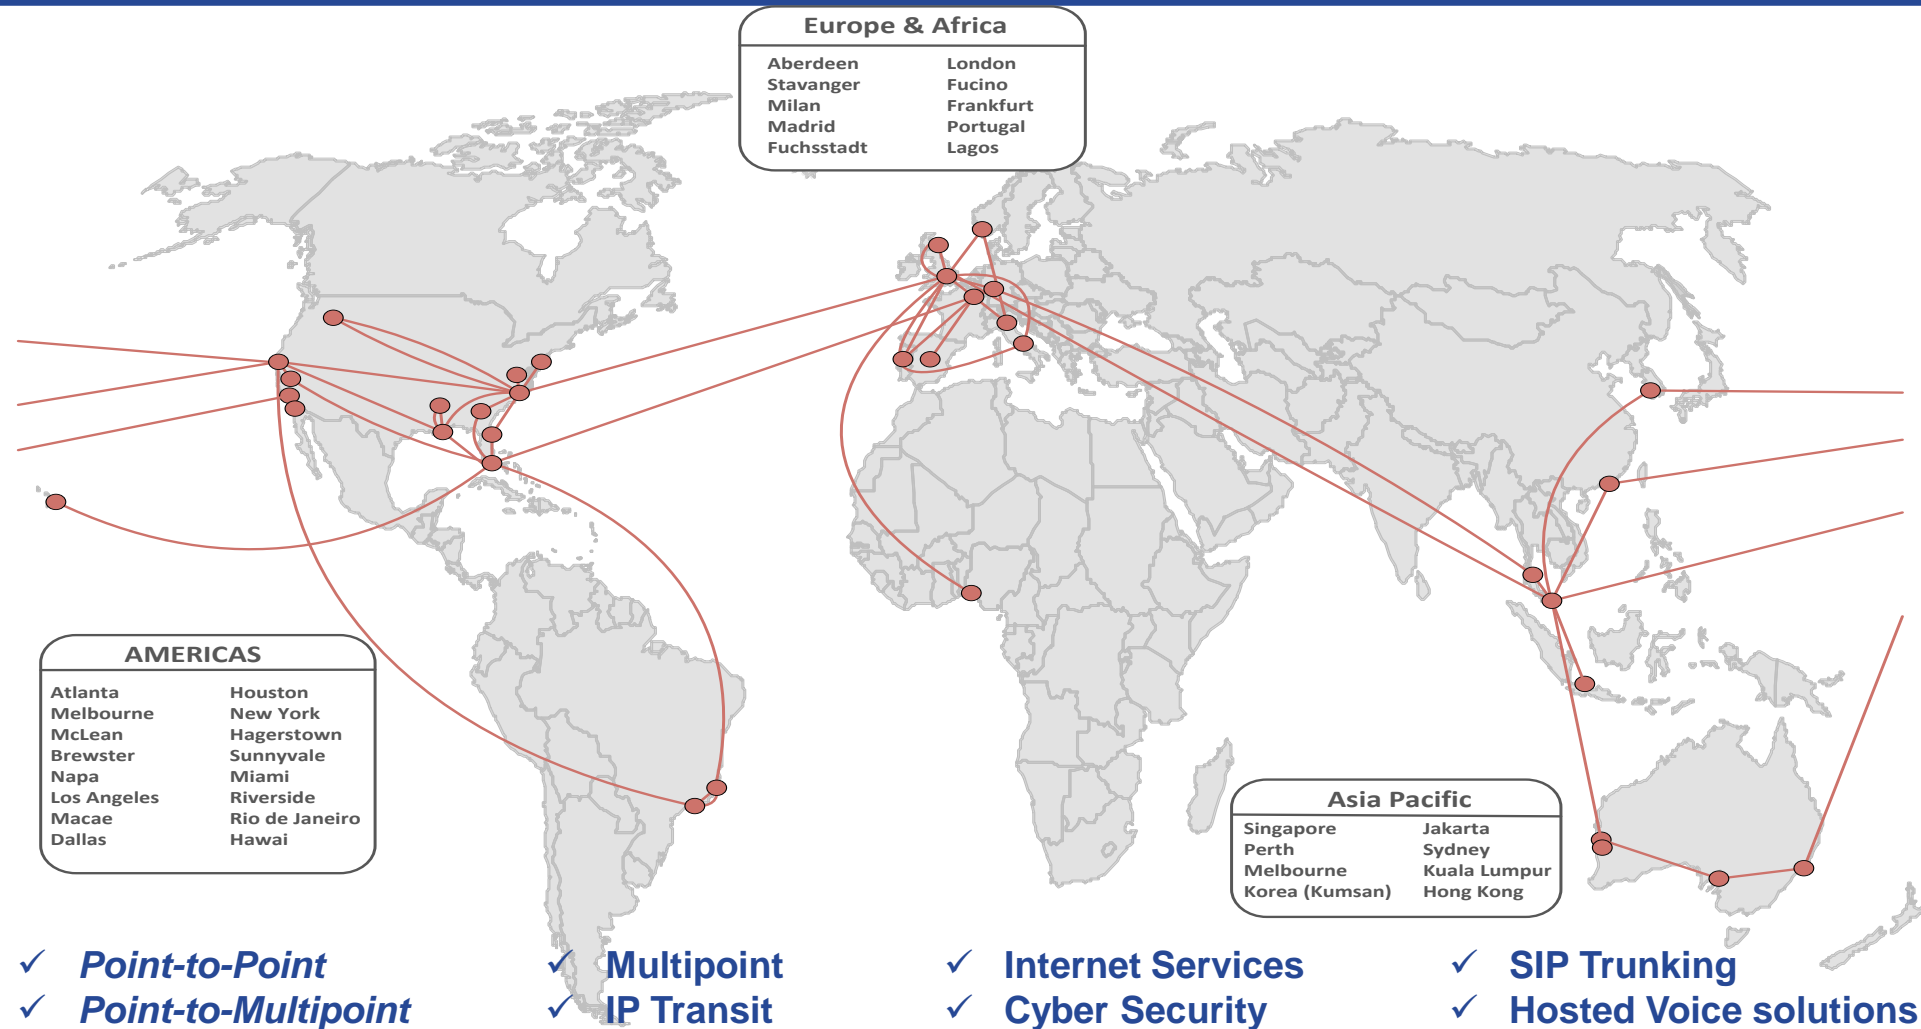 Europe & Africa
Aberdeen London
Stavanger Fucino
Milan Frankfurt
Madrid Portugal
Fuchsstadt Lagos
AMERICAS
Atlanta Houston
Melbourne New York
McLean Hagerstown
Brewster Sunnyvale
Napa Miami
Los Angeles Riverside
Macae Rio de Janeiro
Dallas Hawai
Asia Pacific
Singapore Jakarta
Perth Sydney
Melbourne Kuala Lumpur
Korea (Kumsan) Hong Kong
✓ Point-to-Point ✓ Multipoint ✓ Internet Services ✓ SIP Trunking
✓ Point-to-Multipoint ✓ IP Transit ✓ Cyber Security ✓ Hosted Voice solutions